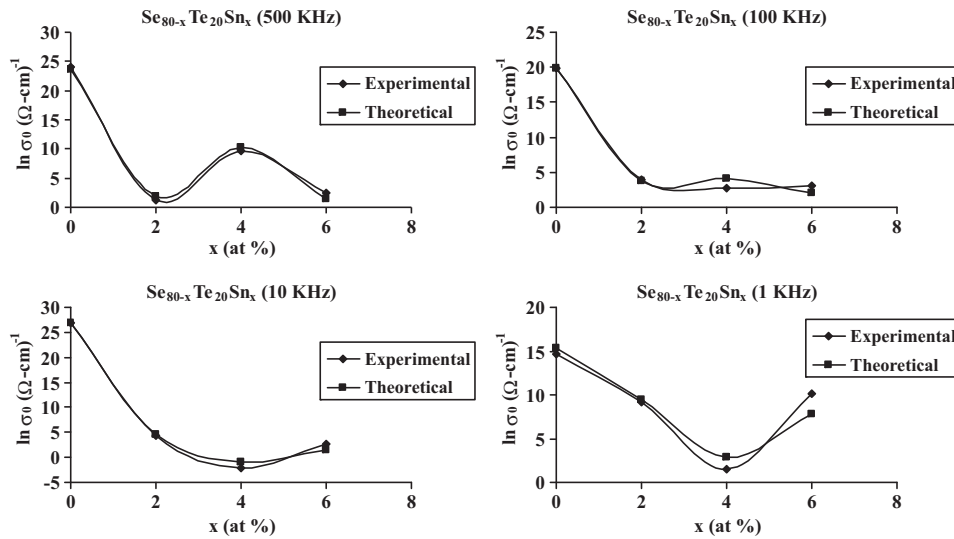 Se80-xTe20Snx (500 KHz)
ln σ0 (Ω-cm)-1
30
25
20
15
10
5
0
0 2 4 6 8
x (at %)
Experimental
Theoretical
Se80-xTe20Snx (100 KHz)
ln σ0 (Ω-cm)-1
25
20
15
10
5
0
0 2 4 6 8
x (at %)
Experimental
Theoretical
Se80-xTe20Snx (10 KHz)
ln σ0 (Ω-cm)-1
30
25
20
15
10
5
0
-5
0 2 4 6 8
x (at %)
Experimental
Theoretical
Se80-xTe20Snx (1 KHz)
ln σ0 (Ω-cm)-1
20
15
10
5
0
0 2 4 6 8
x (at %)
Experimental
Theoretical